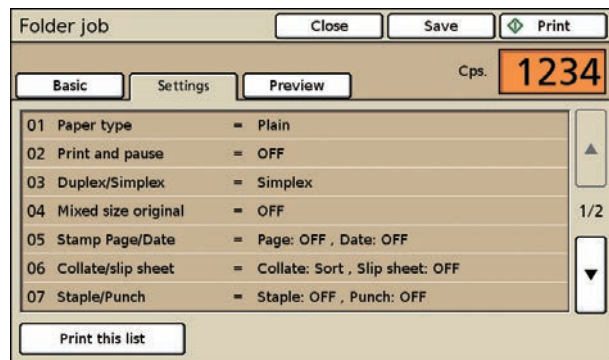 Folder job Close Save Print
Basic Settings Preview Cps. 1234
01 Paper type = Plain
02 Print and pause = OFF
03 Duplex/Simplex = Simplex
04 Mixed size original = OFF
05 Stamp Page/Date = Page: OFF , Date: OFF
06 Collate/slip sheet = Collate: Sort , Slip sheet: OFF
07 Staple/Punch = Staple: OFF , Punch: OFF
1/2
Print this list